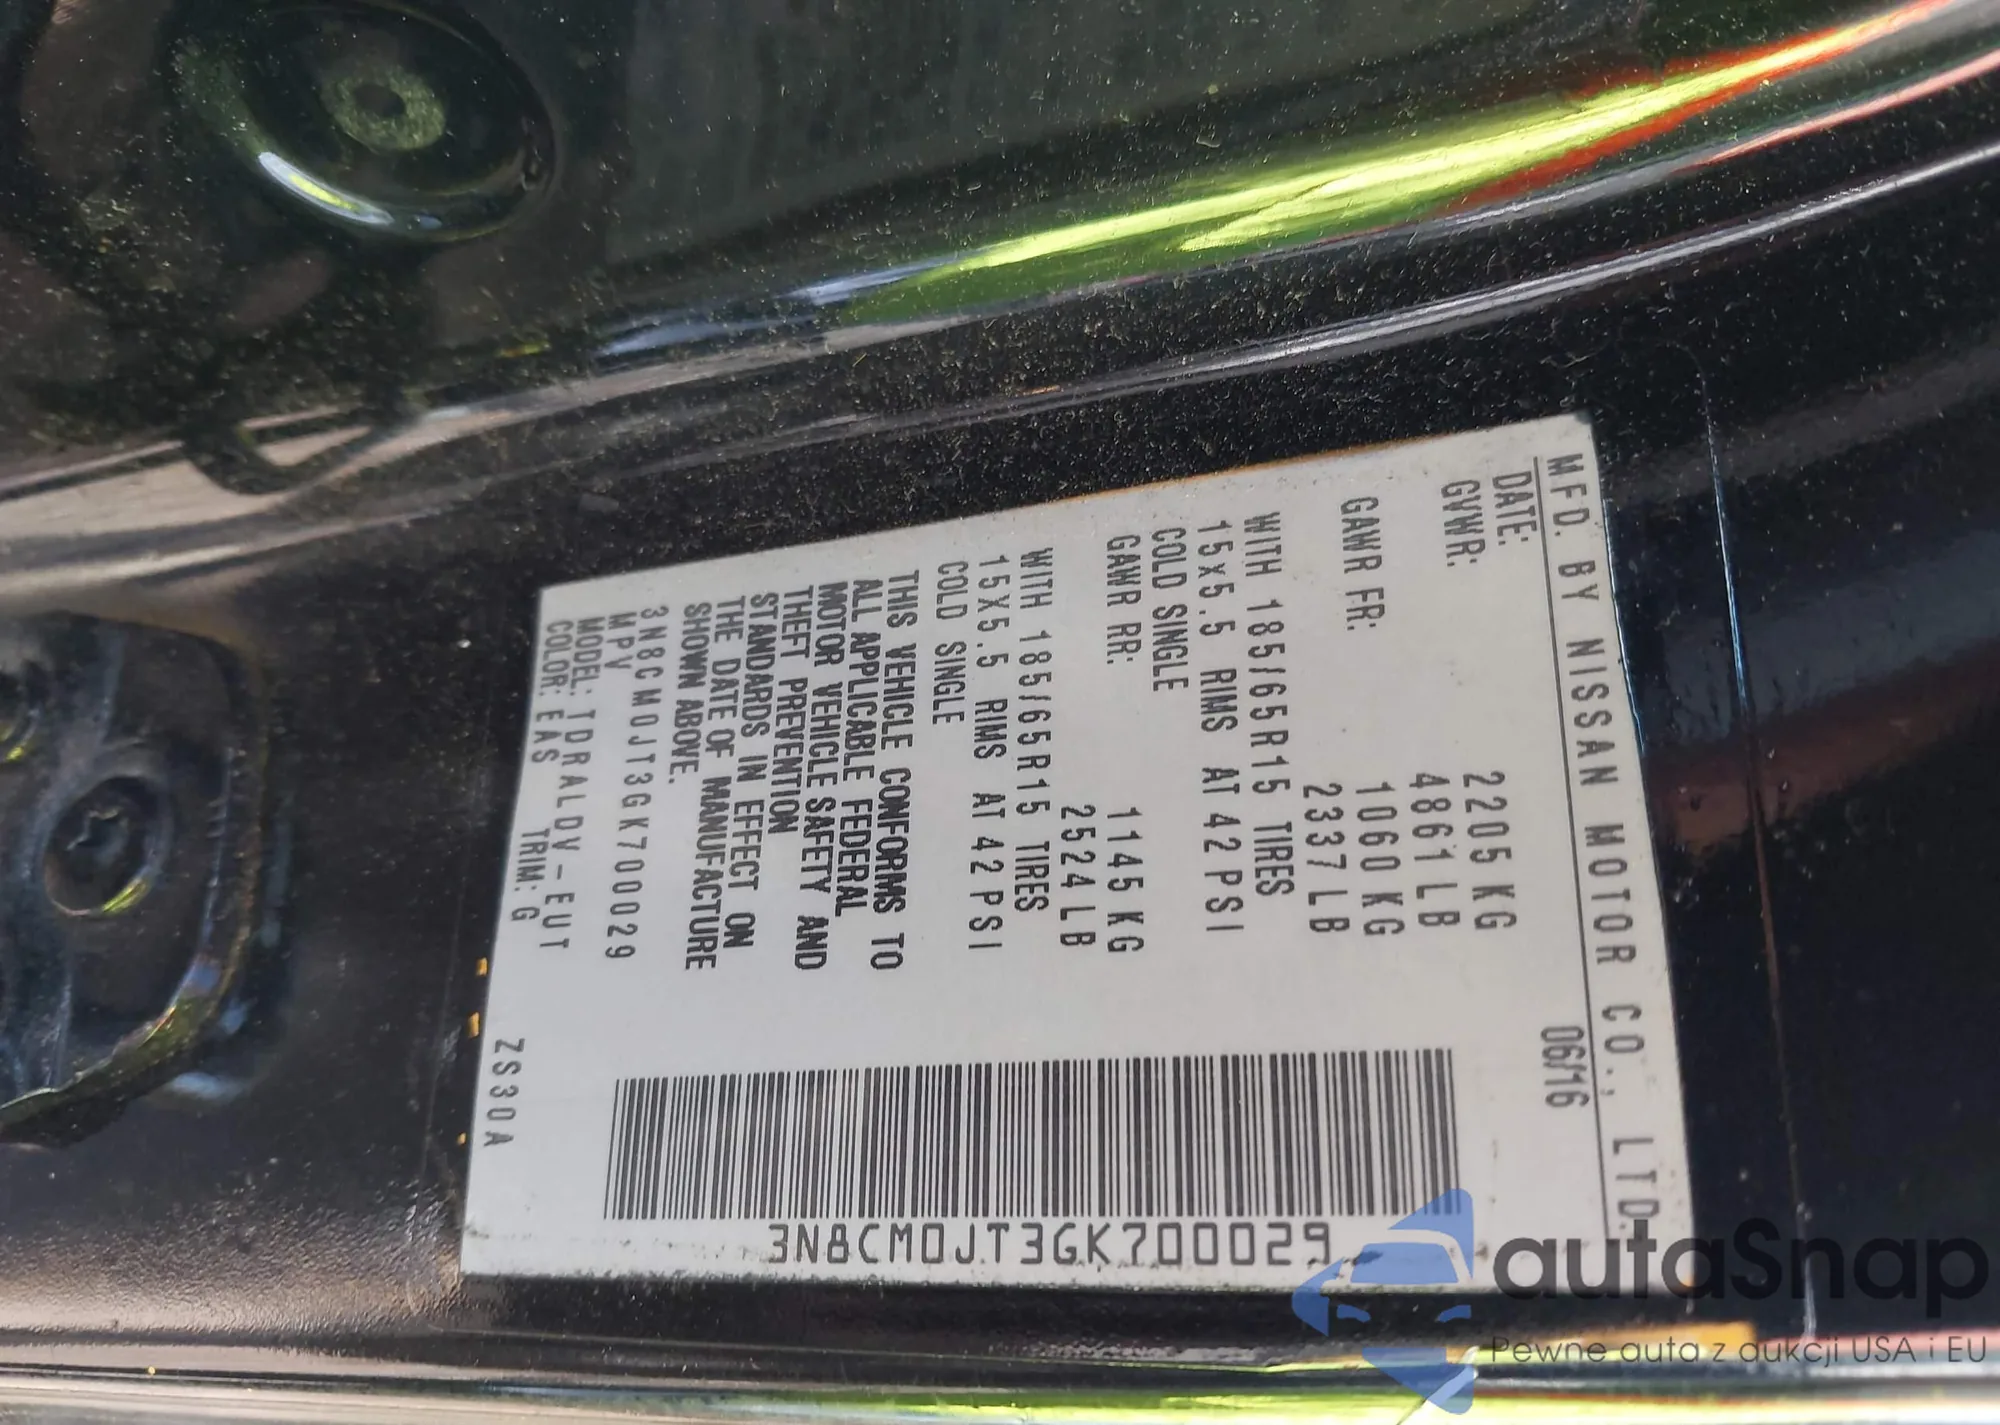 MFD. BY NISSAN MOTOR CO., LTD.
DATE: 06/16
GVWR: 2205 KG
4861 LB
GAWR FR: 1060 KG
2337 LB
WITH 185/65R15 TIRES
15x5.5 RIMS AT 42 PSI
COLD SINGLE
GAWR RR: 1145 KG
2524 LB
WITH 185/65R15 TIRES
15X5.5 RIMS AT 42 PSI
COLD SINGLE
THIS VEHICLE CONFORMS TO
ALL APPLICABLE FEDERAL
MOTOR VEHICLE SAFETY AND
THEFT PREVENTION
STANDARDS IN EFFECT ON
THE DATE OF MANUFACTURE
SHOWN ABOVE.
3N8CM0JT3GK700029
MPV
MODEL: TDRALDV-EUT
COLOR: EAS TRIM: G ZS30A
3N8CM0JT3GK700029
autaSnap
Pewne auta z aukcji USA i EU